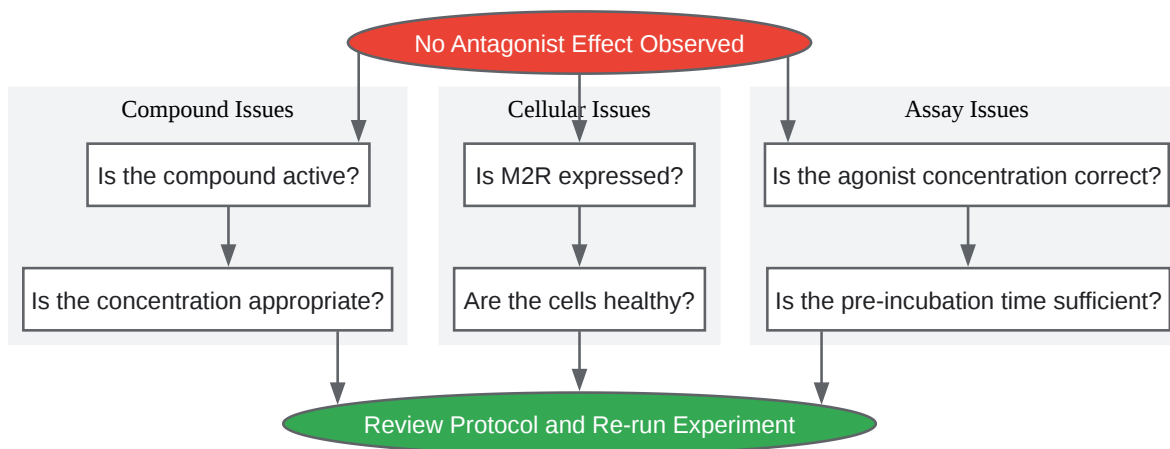 No Antagonist Effect Observed
Compound Issues
Cellular Issues
Assay Issues
Is the compound active?
Is M2R expressed?
Is the agonist concentration correct?
Is the concentration appropriate?
Are the cells healthy?
Is the pre-incubation time sufficient?
Review Protocol and Re-run Experiment